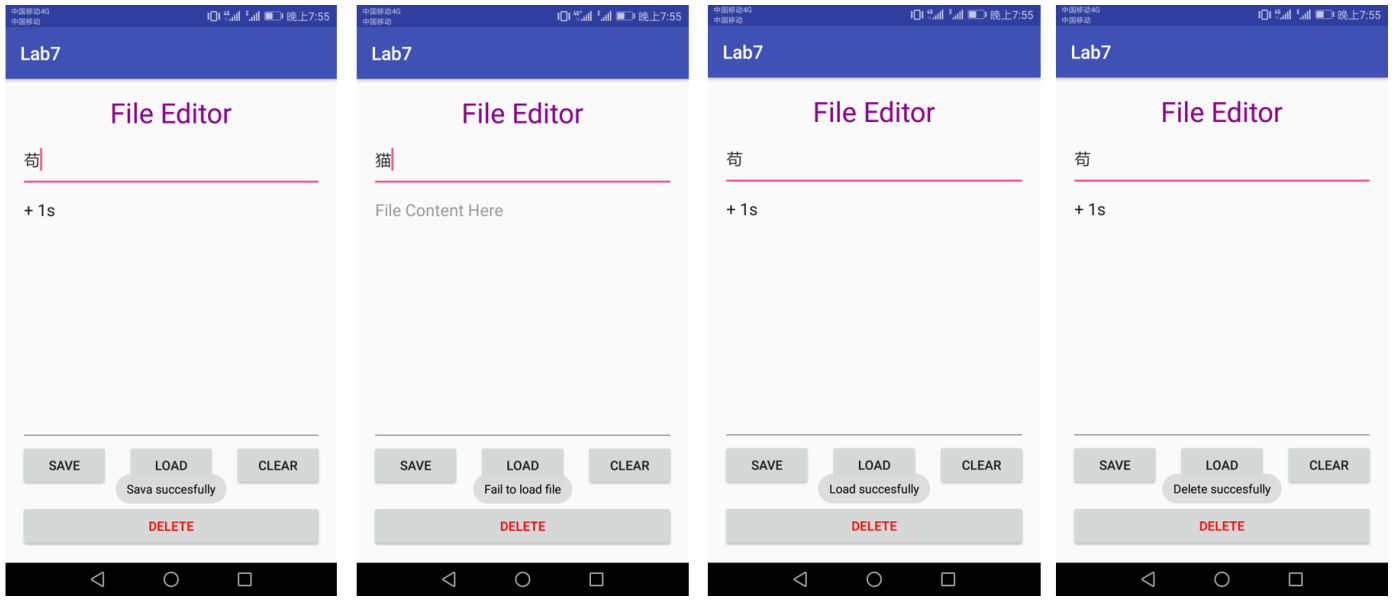 中国移动4G
中国移动
晚上7:55
Lab7
File Editor
苟
+ 1s
SAVE LOAD CLEAR
Sava succesfully
DELETE
中国移动4G
中国移动
晚上7:55
Lab7
File Editor
猫
File Content Here
SAVE LOAD CLEAR
Fail to load file
DELETE
中国移动4G
中国移动
晚上7:55
Lab7
File Editor
苟
+ 1s
SAVE LOAD CLEAR
Load succesfully
DELETE
中国移动4G
中国移动
晚上7:55
Lab7
File Editor
苟
+ 1s
SAVE LOAD CLEAR
Delete succesfully
DELETE